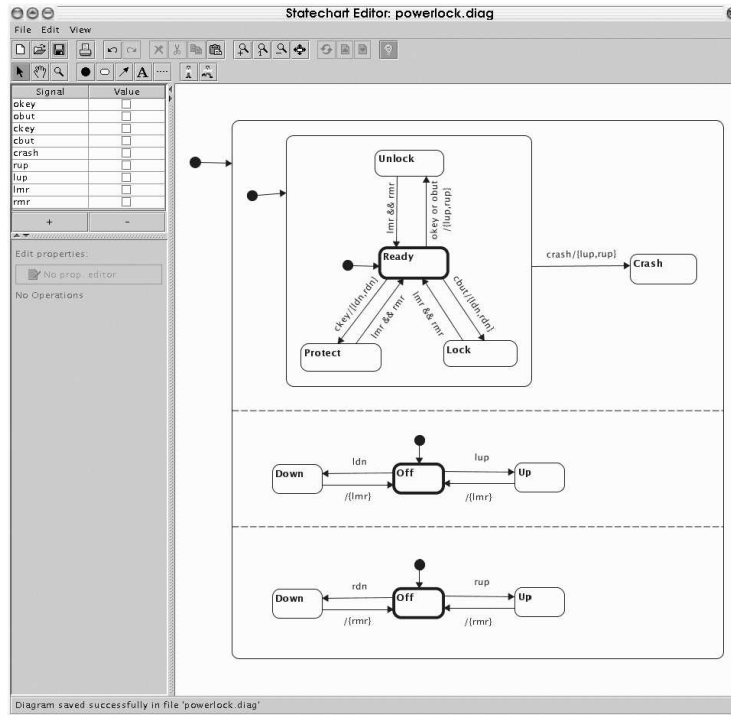 Statechart Editor: powerlock.diag
File Edit View
A
Signal Value
okey
obut
ckey
cbut
crash
rup
lup
lmr
rmr
+ -
Edit properties:
No prop. editor
No Operations
Unlock
lmr && rmr
okey or obut
/{lup,rup}
Ready
ckey/{ldn,rdn}
lmr && rmr
lmr && rmr
cbut/{ldn,rdn}
Protect
Lock
crash/{lup,rup}
Crash
ldn
lup
Down
Off
Up
/{lmr}
/{lmr}
rdn
rup
Down
Off
Up
/{rmr}
/{rmr}
Diagram saved successfully in file 'powerlock.diag'